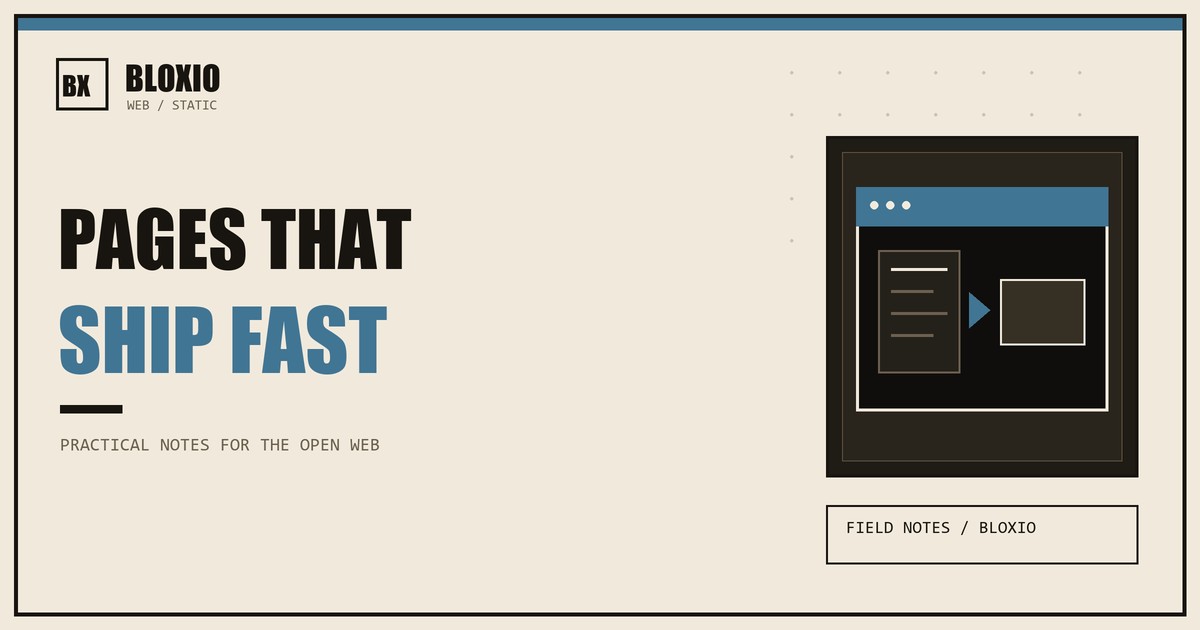 BX
BLOXIO
WEB / STATIC
PAGES THAT
SHIP FAST
PRACTICAL NOTES FOR THE OPEN WEB
FIELD NOTES / BLOXIO